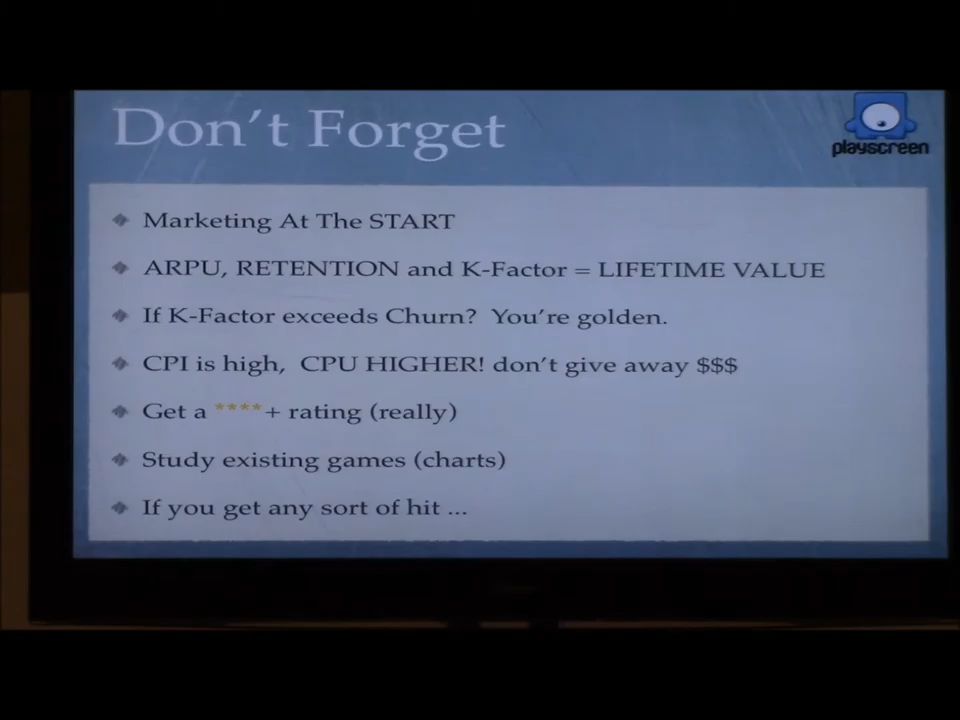 Don't Forget
playscreen
Marketing At The START
ARPU, RETENTION and K-Factor = LIFETIME VALUE
If K-Factor exceeds Churn? You're golden.
CPI is high, CPU HIGHER! don't give away $$$
Get a ****+ rating (really)
Study existing games (charts)
If you get any sort of hit ...